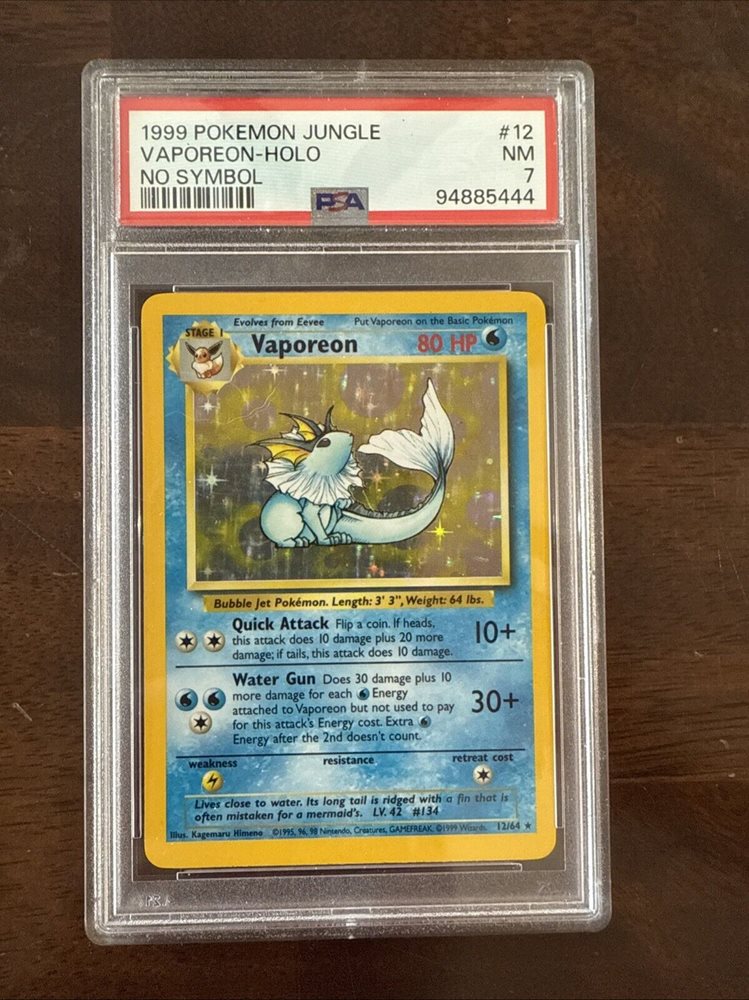 1999 POKEMON JUNGLE #12
VAPOREON-HOLO NM
NO SYMBOL 7
PSA 94885444
Evolves from Eevee Put Vaporeon on the Basic Pokémon
STAGE 1
Vaporeon 80 HP
Bubble Jet Pokémon. Length: 3' 3", Weight: 64 lbs.
Quick Attack Flip a coin. If heads,
this attack does 10 damage plus 20 more
damage; if tails, this attack does 10 damage.
10+
Water Gun Does 30 damage plus 10
more damage for each Energy
attached to Vaporeon but not used to pay
for this attack's Energy cost. Extra
Energy after the 2nd doesn't count.
30+
weakness resistance retreat cost
Lives close to water. Its long tail is ridged with a fin that is
often mistaken for a mermaid's. LV. 42 #134
Illus. Kagemaru Himeno ©1995, 96, 98 Nintendo, Creatures, GAMEFREAK. ©1999 Wizards. 12/64 ★